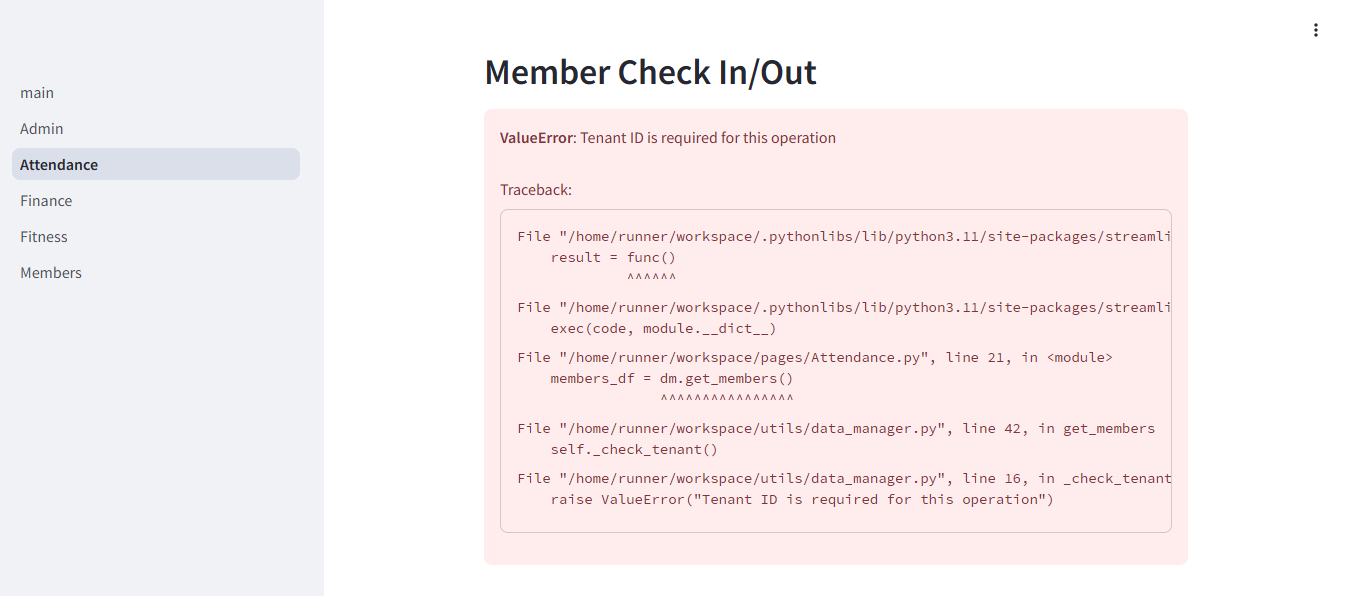 main
Admin
Attendance
Finance
Fitness
Members
Member Check In/Out
ValueError: Tenant ID is required for this operation
Traceback:
File "/home/runner/workspace/.pythonlibs/lib/python3.11/site-packages/streamli
result = func()
^^^^^^
File "/home/runner/workspace/.pythonlibs/lib/python3.11/site-packages/streamli
exec(code, module.__dict__)
File "/home/runner/workspace/pages/Attendance.py", line 21, in <module>
members_df = dm.get_members()
^^^^^^^^^^^^^^^^
File "/home/runner/workspace/utils/data_manager.py", line 42, in get_members
self._check_tenant()
File "/home/runner/workspace/utils/data_manager.py", line 16, in _check_tenant
raise ValueError("Tenant ID is required for this operation")